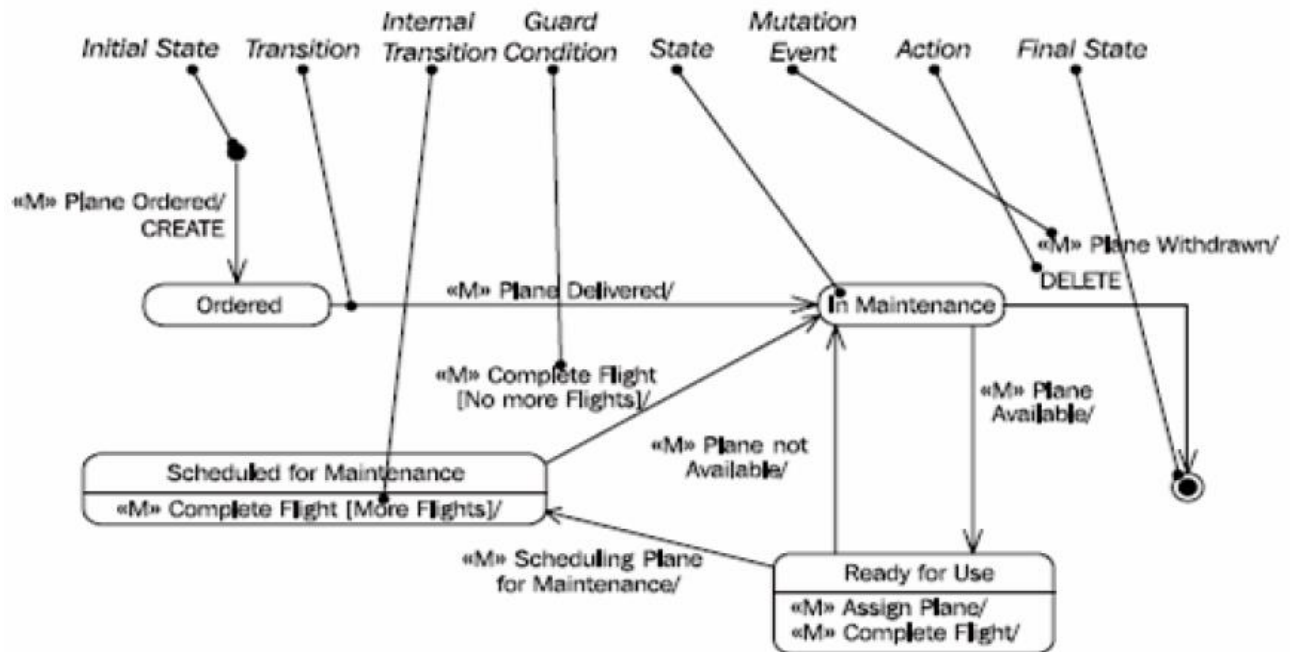 Initial State
Transition
Internal
Transition
Guard
Condition
State
Mutation
Event
Action
Final State
«M» Plane Ordered/
CREATE
«M» Plane Withdrawn/
DELETE
Ordered
«M» Plane Delivered/
In Maintenance
«M» Complete Flight
[No more Flights]/
«M» Plane
Available/
«M» Plane not
Available/
Scheduled for Maintenance
«M» Complete Flight [More Flights]/
«M» Scheduling Plane
for Maintenance/
Ready for Use
«M» Assign Plane/
«M» Complete Flight/